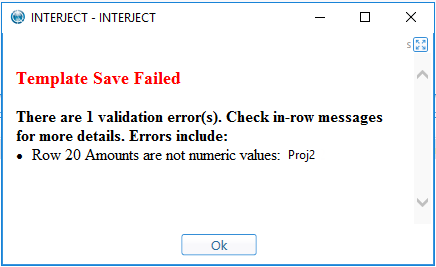 INTERJECT - INTERJECT
s
Template Save Failed
There are 1 validation error(s). Check in-row messages
for more details. Errors include:
• Row 20 Amounts are not numeric values: Proj2
Ok